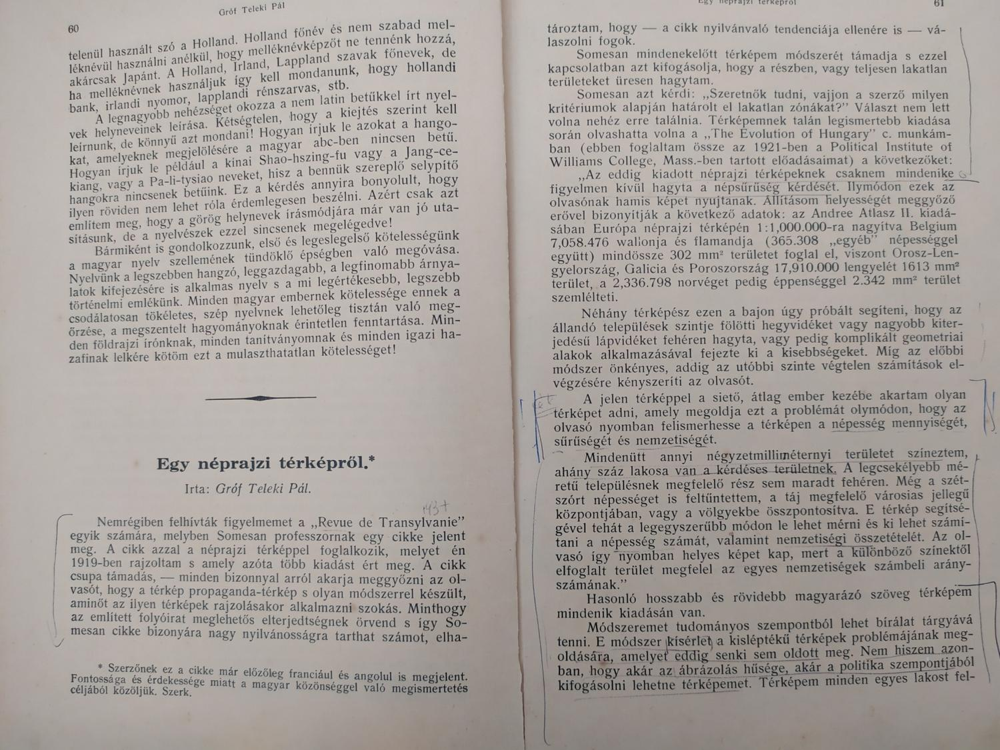 60
Gróf Teleki Pál
telenül használt szó a Holland. Holland főnév és nem szabad mel-
léknévül használni anélkül, hogy melléknévképzőt ne tennénk hozzá,
akárcsak Japánt. A Holland, Irland, Lappland szavak főnevek, de
ha melléknévnek használjuk így kell mondanunk, hogy hollandi
bank, irlandi nyomor, lapplandi rénszarvas, stb.
A legnagyobb nehézséget okozza a nem latin betűkkel írt nyel-
vek helyneveinek leírása. Kétségtelen, hogy a kiejtés szerint kell
leírnunk, de könnyű azt mondani! Hogyan írjuk le azokat a hango-
kat, amelyeknek megjelölésére a magyar abc-ben nincsen betű.
Hogyan írjuk le például a kinai Shao-hszing-fu vagy a Jang-ce-
kiang, vagy a Pa-li-tysiao neveket, hisz a bennük szereplő selypítő
hangokra nincsenek betűink. Ez a kérdés annyira bonyolult, hogy
ilyen röviden nem lehet róla érdemlegesen beszélni. Azért csak azt
említem meg, hogy a görög helynevek írásmódjára már van jó uta-
sításunk, de a nyelvészek ezzel sincsenek megelégedve!
Bármiként is gondolkozzunk, első és legeslegelső kötelességünk
a magyar nyelv szellemének tündöklő épségben való megóvása.
Nyelvünk a legszebben hangzó, leggazdagabb, a legfinomabb árnya-
latok kifejezésére is alkalmas nyelv s a mi legértékesebb, legszebb
történelmi emlékünk. Minden magyar embernek kötelessége ennek a
csodálatosan tökéletes, szép nyelvnek lehetőleg tisztán való meg-
őrzése, a megszentelt hagyományoknak érintetlen fenntartása. Min-
den földrajzi írónknak, minden tanítványomnak és minden igazi ha-
zafinak lelkére kötöm ezt a mulaszthatatlan kötelességet!
Egy néprajzi térképről.*
Irta: Gróf Teleki Pál.
Nemrégiben felhívták figyelmemet a „Revue de Transylvanie”
egyik számára, melyben Somesan professzornak egy cikke jelent
meg. A cikk azzal a néprajzi térképpel foglalkozik, melyet én
1919-ben rajzoltam s amely azóta több kiadást ért meg. A cikk
csupa támadás, — minden bizonnyal arról akarja meggyőzni az ol-
vasót, hogy a térkép propaganda-térkép s olyan módszerrel készült,
aminőt az ilyen térképek rajzolásakor alkalmazni szokás. Minthogy
az említett folyóirat meglehetős elterjedtségnek örvend s így So-
mesan cikke bizonyára nagy nyilvánosságra tarthat számot, elha-
* Szerzőnek ez a cikke már előzőleg franciául és angolul is megjelent.
Fontossága és érdekessége miatt a magyar közönséggel való megismertetés
céljából közöljük. Szerk.
Egy néprajzi térképről
61
tároztam, hogy — a cikk nyilvánvaló tendenciája ellenére is — vá-
laszolni fogok.
Somesan mindenekelőtt térképem módszerét támadja s ezzel
kapcsolatban azt kifogásolja, hogy a részben, vagy teljesen lakatlan
területeket üresen hagytam.
Somesan azt kérdi: „Szeretnők tudni, vajjon a szerző milyen
kritériumok alapján határolt el lakatlan zónákat?” Választ nem lett
volna nehéz erre találnia. Térképemnek talán legismertebb kiadása
során olvashatta volna a „The Evolution of Hungary” c. munkám-
ban (ebben foglaltam össze az 1921-ben a Political Institute of
Williams College, Mass.-ben tartott előadásaimat) a következőket:
„Az eddig kiadott néprajzi térképeknek csaknem mindenike
figyelmen kívül hagyta a népsűrűség kérdését. Ilymódon ezek az
olvasónak hamis képet nyujtanak. Állításom helyességét meggyőző
erővel bizonyítják a következő adatok: az Andree Atlasz II. kiadá-
sában Európa néprajzi térképén 1:1,000.000-ra nagyítva Belgium
7,058.476 wallonja és flamandja (365.308 „egyéb” népességgel
együtt) mindössze 302 mm² területet foglal el, viszont Orosz-Len-
gyelország, Galicia és Poroszország 17,910.000 lengyelét 1613 mm²
terület, a 2,336.798 norvéget pedig éppenséggel 2.342 mm² terület
szemlélteti.
Néhány térképész ezen a bajon úgy próbált segíteni, hogy az
állandó települések szintje fölötti hegyvidéket vagy nagyobb kiter-
jedésű lápvidéket fehéren hagyta, vagy pedig komplikált geometriai
alakok alkalmazásával fejezte ki a kisebbségeket. Míg az előbbi
módszer önkényes, addig az utóbbi szinte végtelen számítások el-
végzésére kényszeríti az olvasót.
A jelen térképpel a siető, átlag ember kezébe akartam olyan
térképet adni, amely megoldja ezt a problémát olymódon, hogy az
olvasó nyomban felismerhesse a térképen a népesség mennyiségét,
sűrűségét és nemzetiségét.
Mindenütt annyi négyzetmilliméternyi területet színeztem,
ahány száz lakosa van a kérdéses területnek. A legcsekélyebb mé-
retű településnek megfelelő rész sem maradt fehéren. Még a szét-
szórt népességet is feltűntettem, a táj megfelelő városias jellegű
központjában, vagy a völgyekbe összpontosítva. E térkép segítsé-
gével tehát a legegyszerűbb módon le lehet mérni és ki lehet számí-
tani a népesség számát, valamint nemzetiségi összetételét. Az ol-
vasó így nyomban helyes képet kap, mert a különböző színektől
elfoglalt terület megfelel az egyes nemzetiségek számbeli arány-
számának.”
Hasonló hosszabb és rövidebb magyarázó szöveg térképem
mindenik kiadásán van.
Módszeremet tudományos szempontból lehet bírálat tárgyává
tenni. E módszer kísérlet a kisléptékű térképek problémájának meg-
oldására, amelyet eddig senki sem oldott meg. Nem hiszem azon-
ban, hogy akár az ábrázolás hűsége, akár a politika szempontjából
kifogásolni lehetne térképemet. Térképem minden egyes lakost fel-